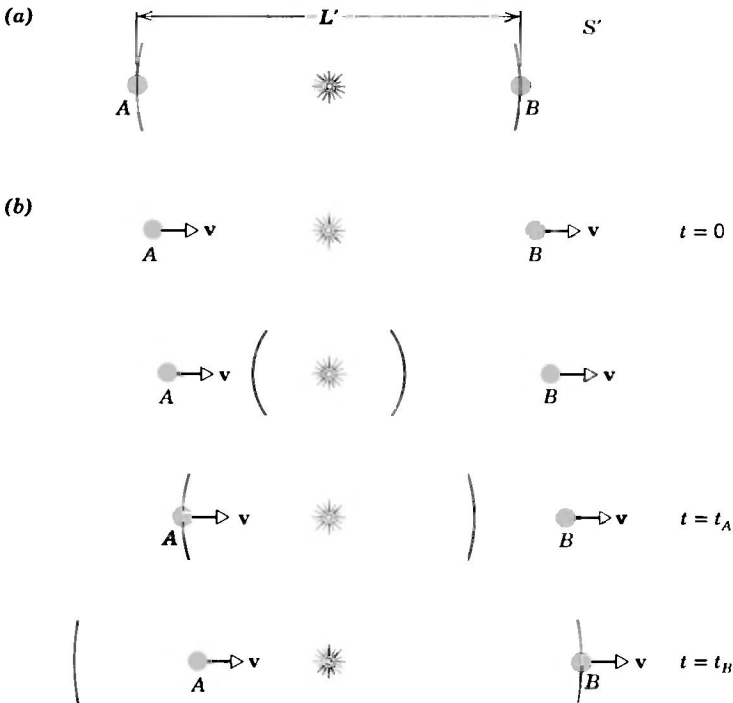 (a) L' S'
A B
(b) v v t = 0
A B
v v
A B
v v t = t_A
A B
v v t = t_B
A B